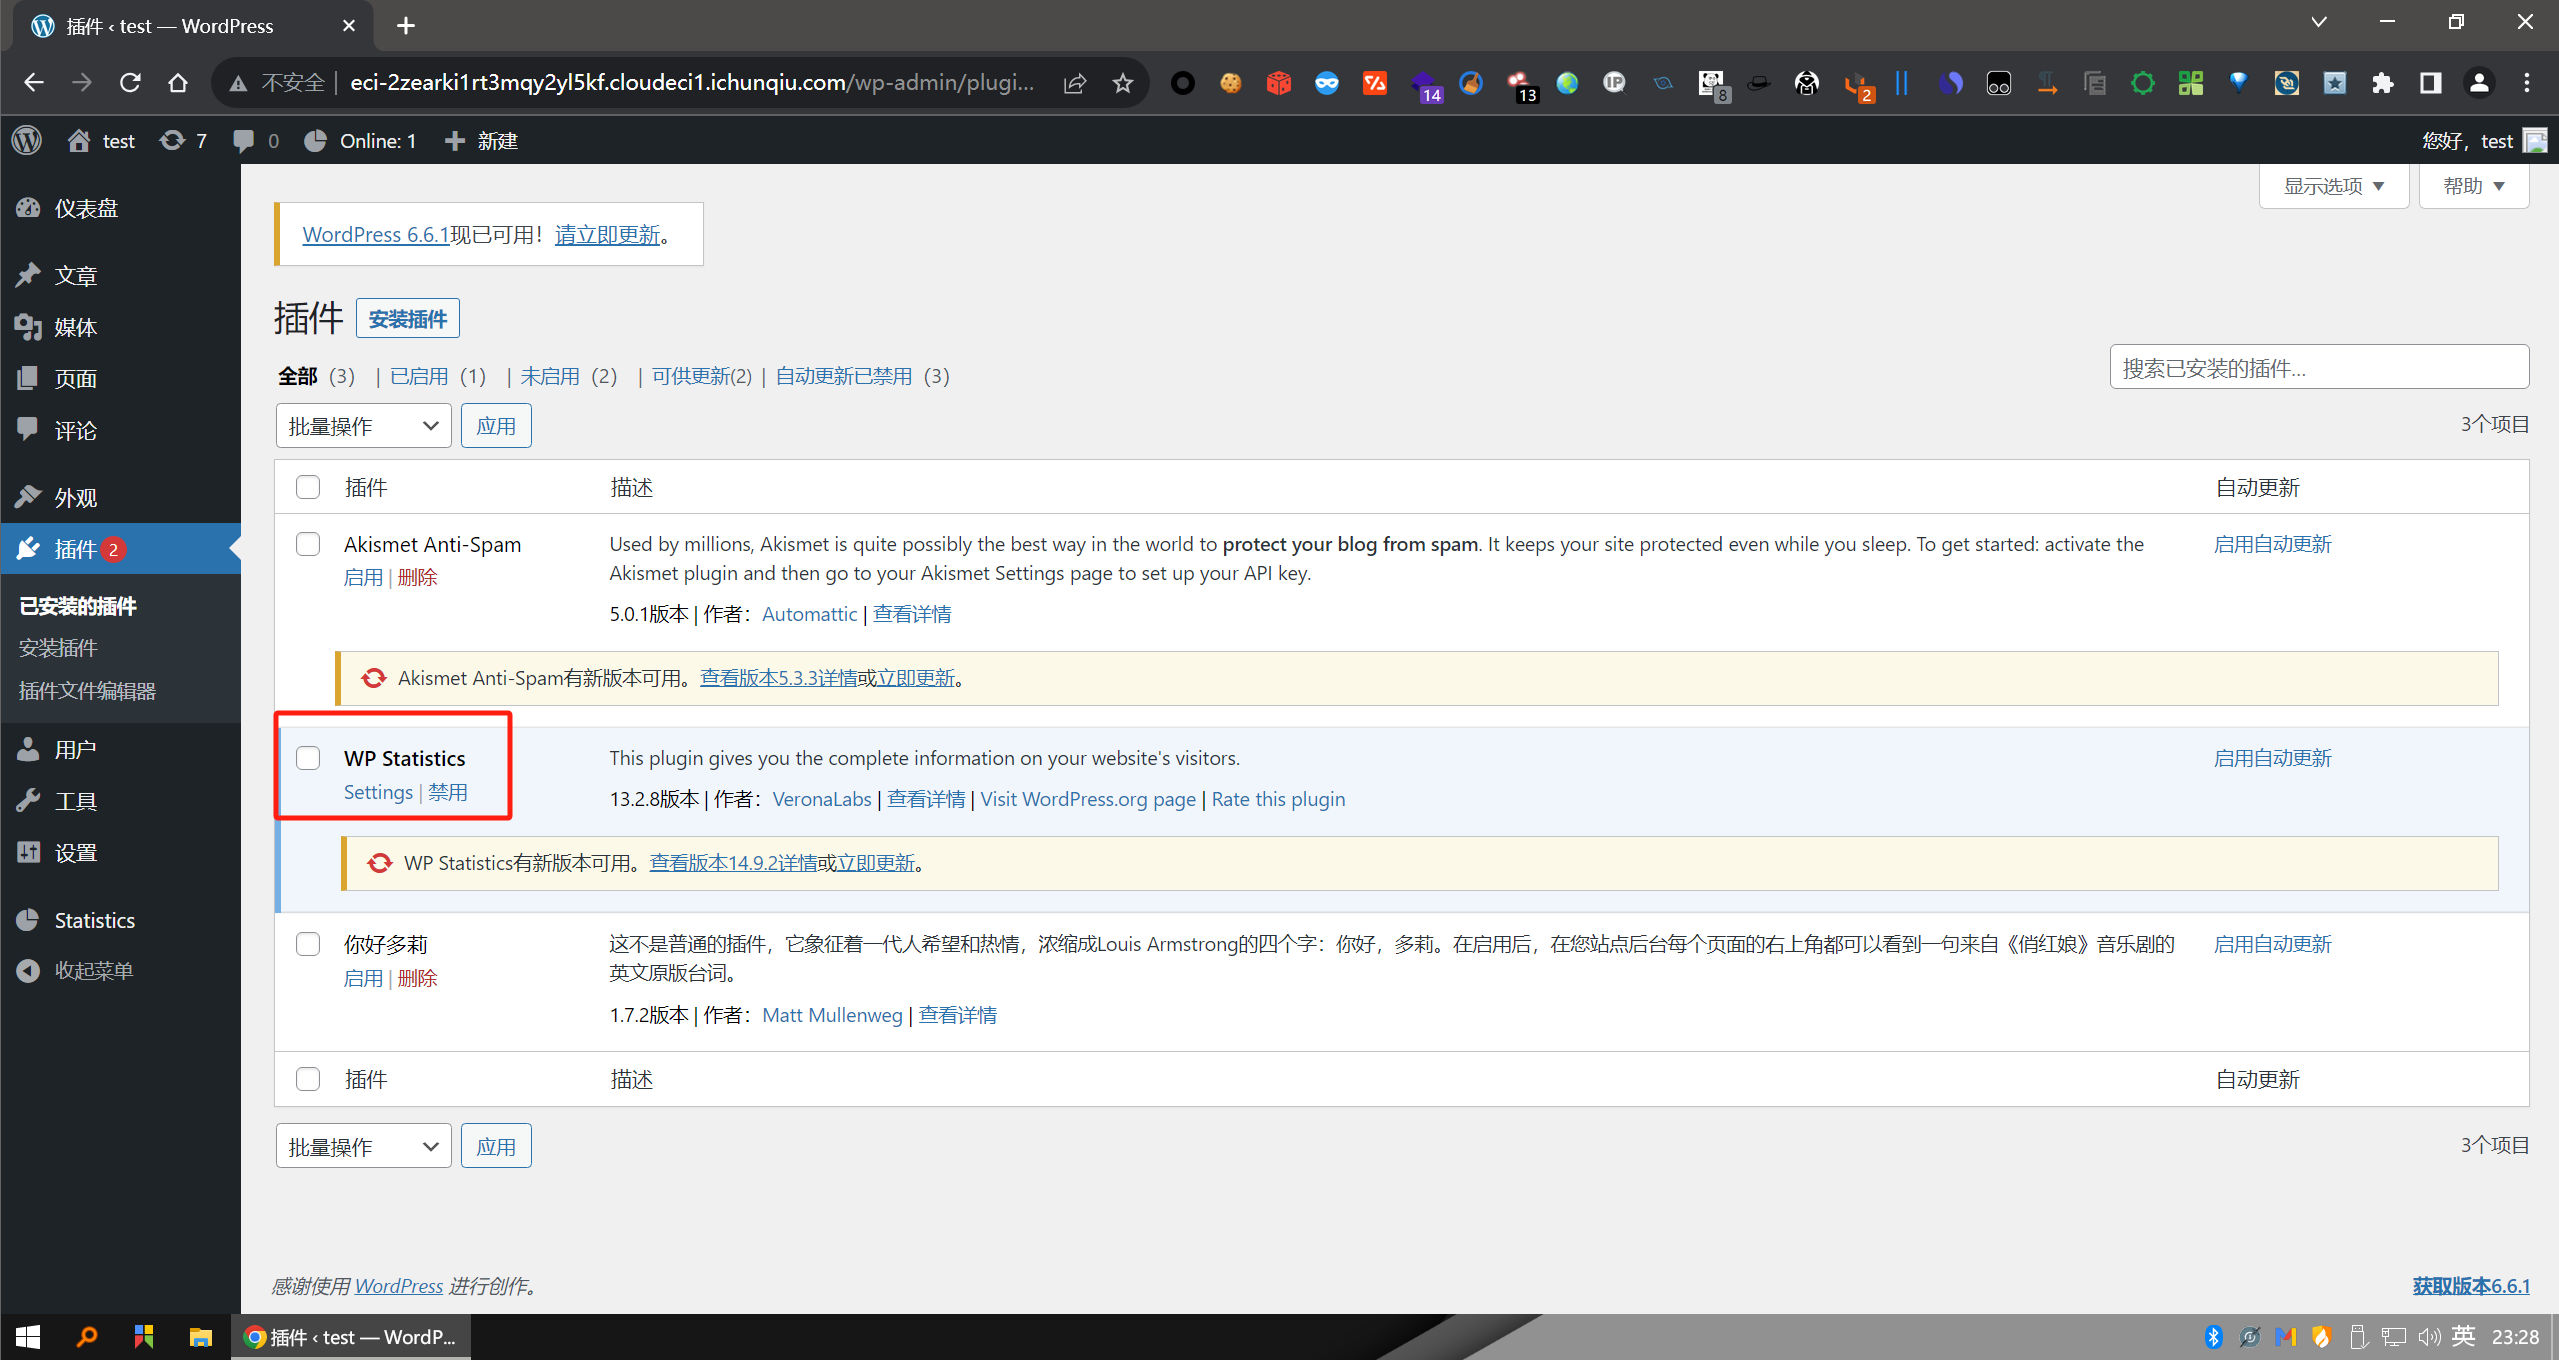 插件 ‹ test — WordPress
不安全 eci-2zearki1rt3mqy2yl5kf.cloudeci1.ichunqiu.com/wp-admin/plugi...
14
13
8
2
test 7 0 Online: 1 新建
您好，test
显示选项 帮助
仪表盘
文章
媒体
页面
评论
外观
插件 2
已安装的插件
安装插件
插件文件编辑器
用户
工具
设置
Statistics
收起菜单
WordPress 6.6.1现已可用！请立即更新。
插件 安装插件
全部（3） | 已启用（1） | 未启用（2） | 可供更新(2) | 自动更新已禁用（3）
搜索已安装的插件...
批量操作 应用
3个项目
插件 描述 自动更新
Akismet Anti-Spam
启用 | 删除
Used by millions, Akismet is quite possibly the best way in the world to protect your blog from spam. It keeps your site protected even while you sleep. To get started: activate the
Akismet plugin and then go to your Akismet Settings page to set up your API key.
5.0.1版本 | 作者：Automattic | 查看详情
启用自动更新
Akismet Anti-Spam有新版本可用。查看版本5.3.3详情或立即更新。
WP Statistics
Settings | 禁用
This plugin gives you the complete information on your website's visitors.
13.2.8版本 | 作者：VeronaLabs | 查看详情 | Visit WordPress.org page | Rate this plugin
启用自动更新
WP Statistics有新版本可用。查看版本14.9.2详情或立即更新。
你好多莉
启用 | 删除
这不是普通的插件，它象征着一代人希望和热情，浓缩成Louis Armstrong的四个字：你好，多莉。在启用后，在您站点后台每个页面的右上角都可以看到一句来自《俏红娘》音乐剧的
英文原版台词。
1.7.2版本 | 作者：Matt Mullenweg | 查看详情
启用自动更新
插件 描述 自动更新
批量操作 应用
3个项目
感谢使用 WordPress 进行创作。
获取版本6.6.1
插件 ‹ test — WordP...
英 23:28